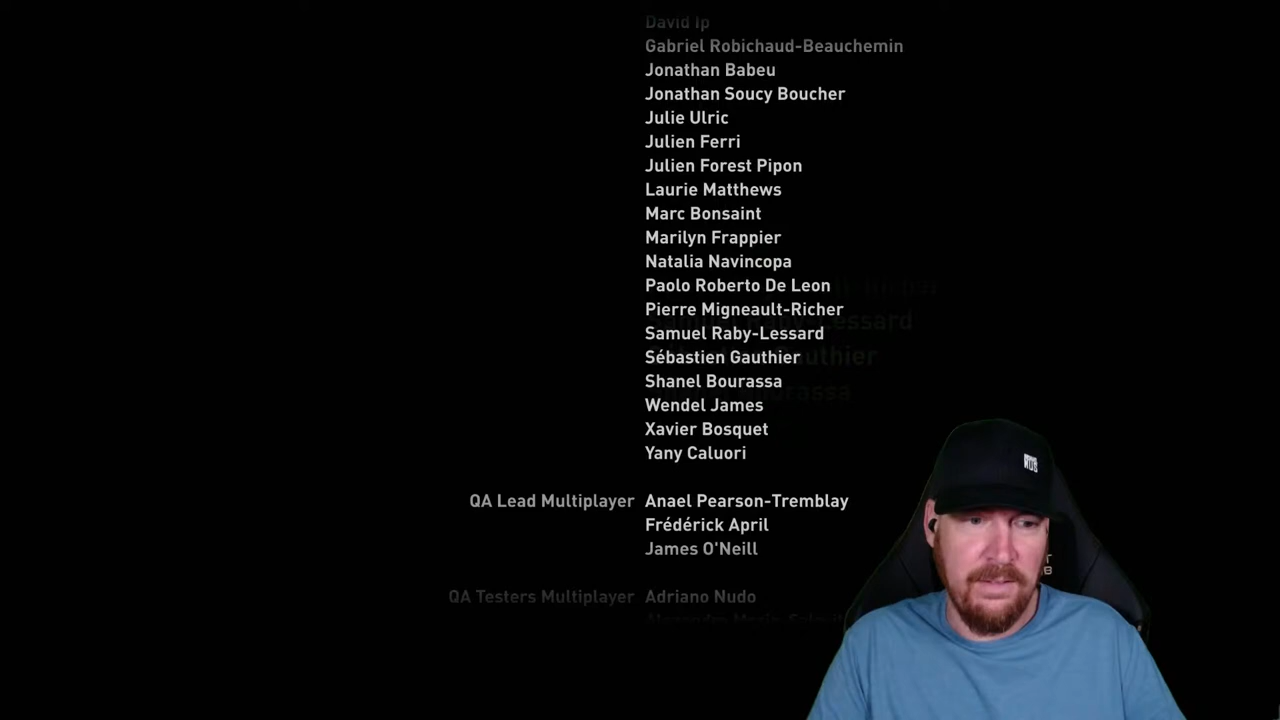 David Ip
Gabriel Robichaud-Beauchemin
Jonathan Babeu
Jonathan Soucy Boucher
Julie Ulric
Julien Ferri
Julien Forest Pipon
Laurie Matthews
Marc Bonsaint
Marilyn Frappier
Natalia Navincopa
Paolo Roberto De Leon
Pierre Migneault-Richer
Samuel Raby-Lessard
Sébastien Gauthier
Shanel Bourassa
Wendel James
Xavier Bosquet
Yany Caluori
QA Lead Multiplayer Anael Pearson-Tremblay
Frédérick April
James O'Neill
QA Testers Multiplayer Adriano Nudo